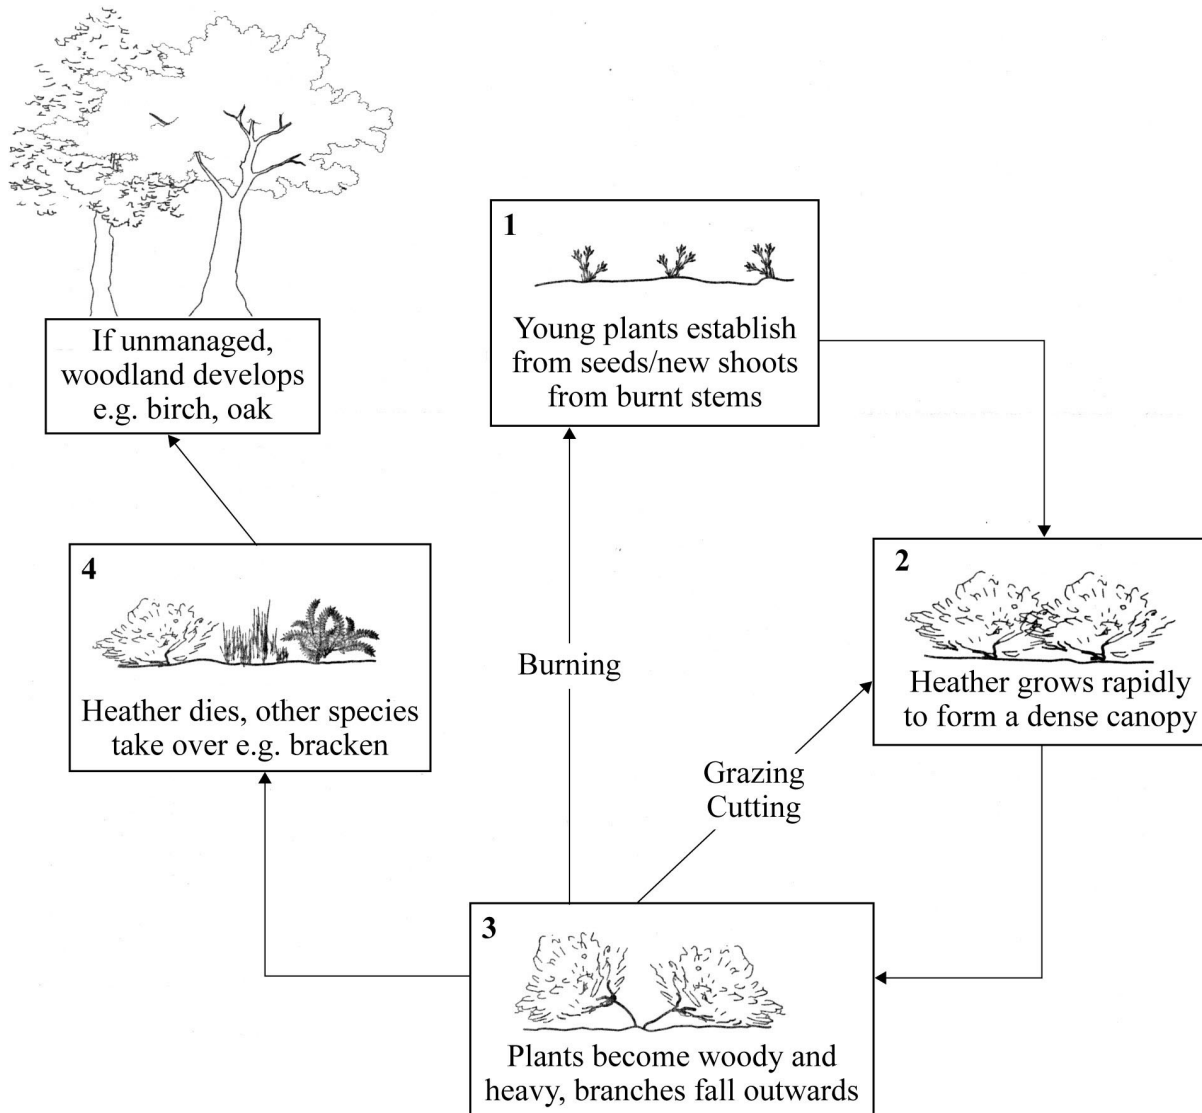 If unmanaged,
woodland develops
e.g. birch, oak
1
Young plants establish
from seeds/new shoots
from burnt stems
2
Heather grows rapidly
to form a dense canopy
4
Heather dies, other species
take over e.g. bracken
Burning
Grazing
Cutting
3
Plants become woody and
heavy, branches fall outwards